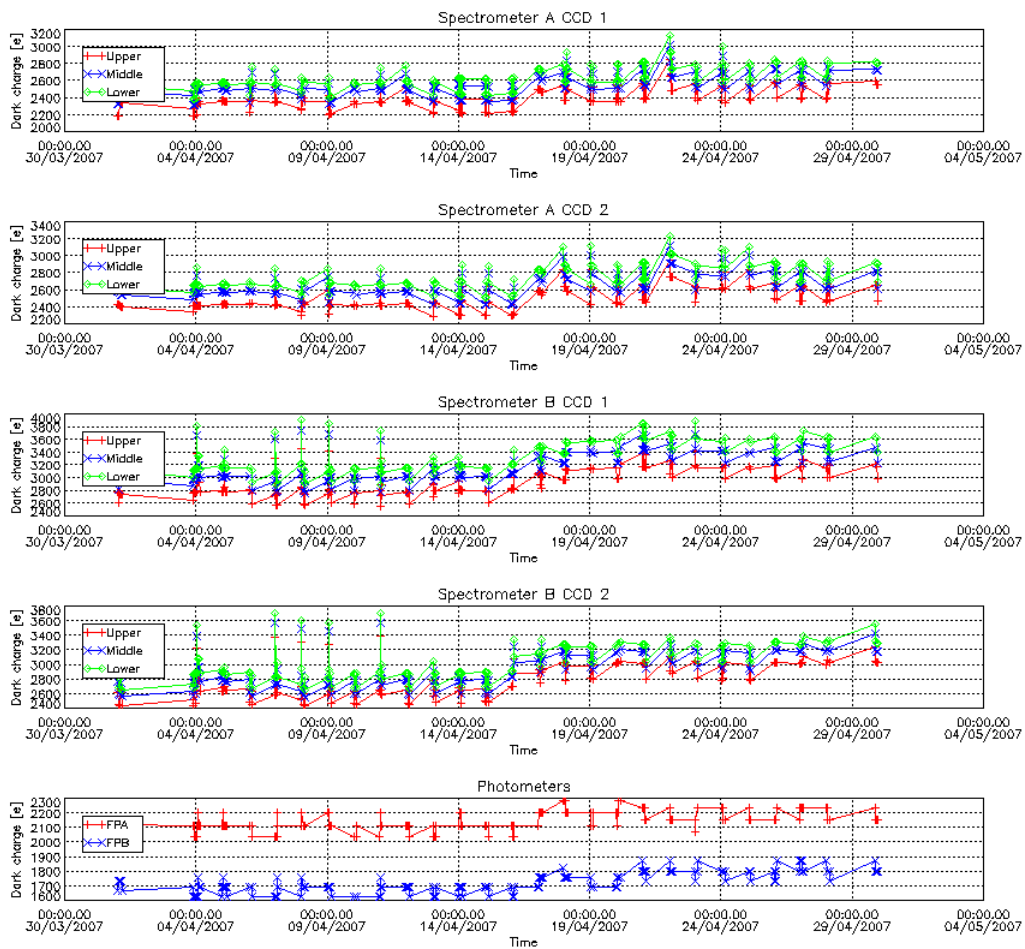 Spectrometer A CCD 1
Dark charge [e]
3200
3000
2800
2600
2400
2200
2000
Upper
Middle
Lower
00:00.00 00:00.00 00:00.00 00:00.00 00:00.00 00:00.00 00:00.00 00:00.00
30/03/2007 04/04/2007 09/04/2007 14/04/2007 19/04/2007 24/04/2007 29/04/2007 04/05/2007
Time
Spectrometer A CCD 2
Dark charge [e]
3400
3200
3000
2800
2600
2400
2200
Upper
Middle
Lower
00:00.00 00:00.00 00:00.00 00:00.00 00:00.00 00:00.00 00:00.00 00:00.00
30/03/2007 04/04/2007 09/04/2007 14/04/2007 19/04/2007 24/04/2007 29/04/2007 04/05/2007
Time
Spectrometer B CCD 1
Dark charge [e]
4000
3800
3600
3400
3200
3000
2800
2600
2400
Upper
Middle
Lower
00:00.00 00:00.00 00:00.00 00:00.00 00:00.00 00:00.00 00:00.00 00:00.00
30/03/2007 04/04/2007 09/04/2007 14/04/2007 19/04/2007 24/04/2007 29/04/2007 04/05/2007
Time
Spectrometer B CCD 2
Dark charge [e]
3800
3600
3400
3200
3000
2800
2600
2400
Upper
Middle
Lower
00:00.00 00:00.00 00:00.00 00:00.00 00:00.00 00:00.00 00:00.00 00:00.00
30/03/2007 04/04/2007 09/04/2007 14/04/2007 19/04/2007 24/04/2007 29/04/2007 04/05/2007
Time
Photometers
Dark charge [e]
2300
2200
2100
2000
1900
1800
1700
1600
FPA
FPB
00:00.00 00:00.00 00:00.00 00:00.00 00:00.00 00:00.00 00:00.00 00:00.00
30/03/2007 04/04/2007 09/04/2007 14/04/2007 19/04/2007 24/04/2007 29/04/2007 04/05/2007
Time